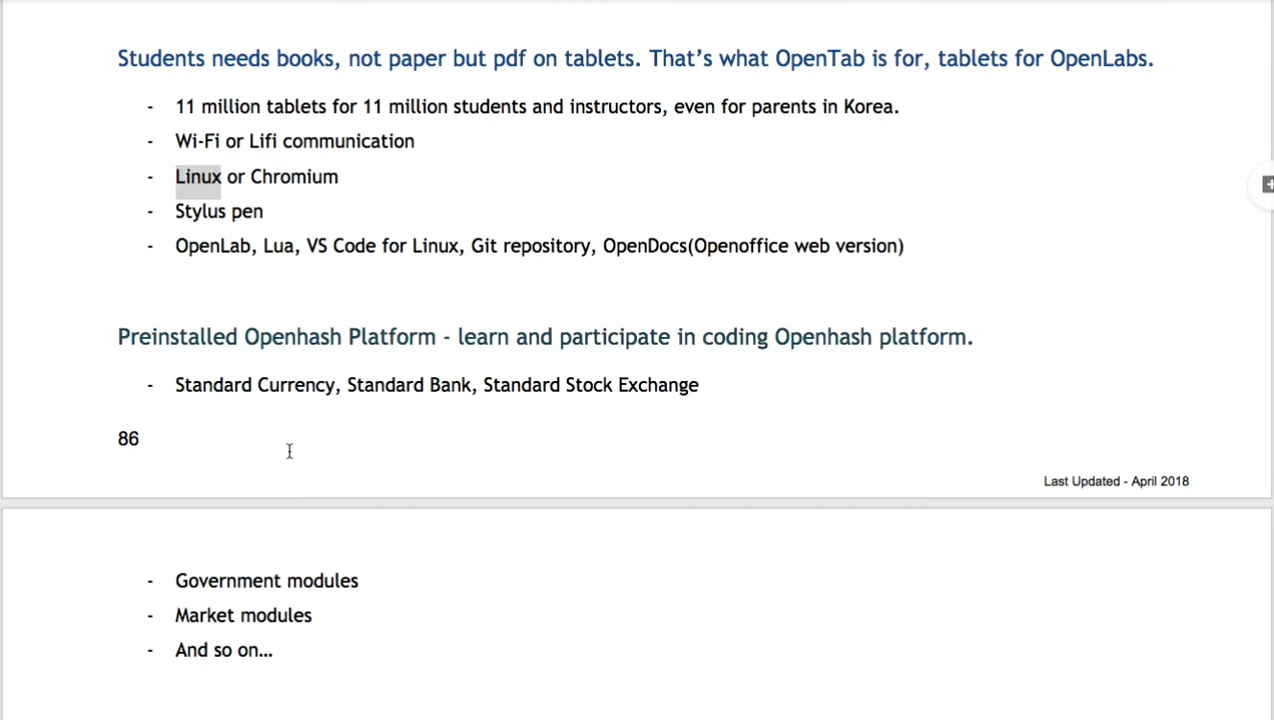 Students needs books, not paper but pdf on tablets. That’s what OpenTab is for, tablets for OpenLabs.
- 11 million tablets for 11 million students and instructors, even for parents in Korea.
- Wi-Fi or Lifi communication
- Linux or Chromium
- Stylus pen
- OpenLab, Lua, VS Code for Linux, Git repository, OpenDocs(Openoffice web version)
Preinstalled Openhash Platform - learn and participate in coding Openhash platform.
- Standard Currency, Standard Bank, Standard Stock Exchange
86
Last Updated - April 2018
- Government modules
- Market modules
- And so on…